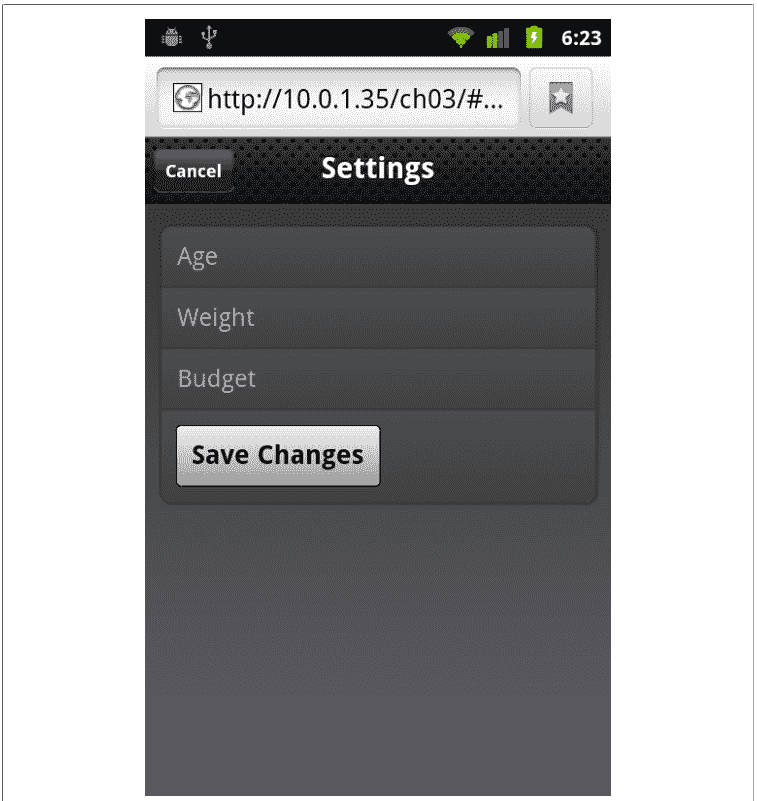 6:23
http://10.0.1.35/ch03/#...
Cancel
Settings
Age
Weight
Budget
Save Changes